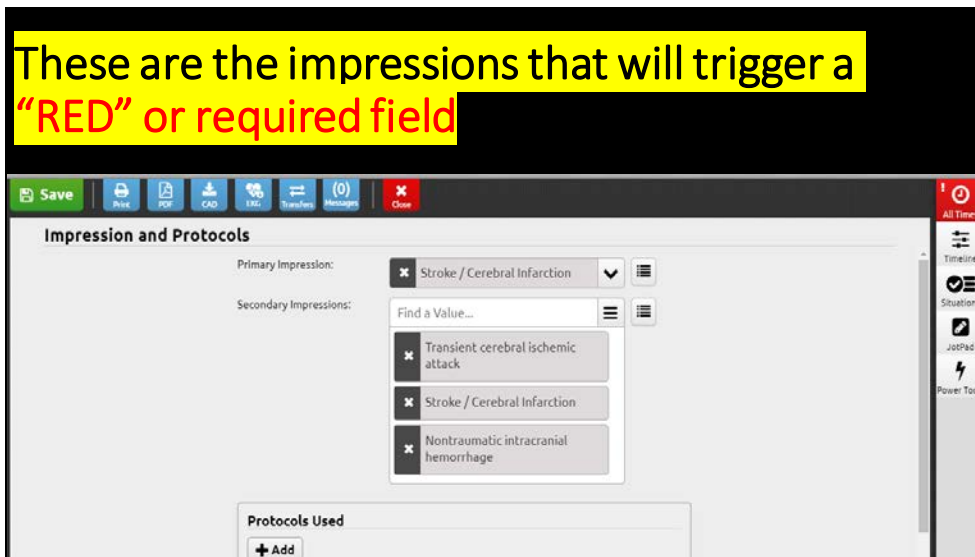 These are the impressions that will trigger a
“RED” or required field
Save
Print
PDF
CAD
EKG
Transfers
(0)
Messages
Close
! All Time
Impression and Protocols
Primary Impression:
Stroke / Cerebral Infarction
Timeline
Secondary Impressions:
Find a Value...
Situation
Transient cerebral ischemic
attack
JotPad
Stroke / Cerebral Infarction
Power Too
Nontraumatic intracranial
hemorrhage
Protocols Used
Add